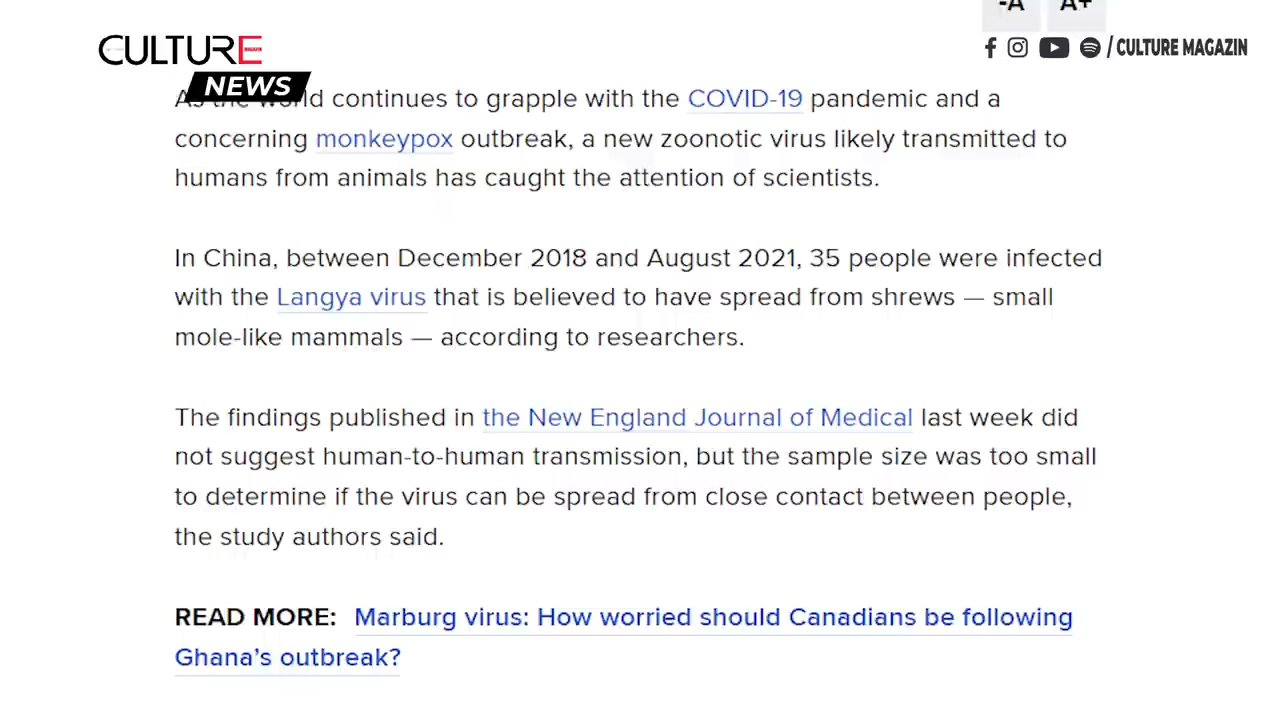 -A A+
CULTURE
NEWS
/ CULTURE MAGAZIN
As the world continues to grapple with the COVID-19 pandemic and a
concerning monkeypox outbreak, a new zoonotic virus likely transmitted to
humans from animals has caught the attention of scientists.
In China, between December 2018 and August 2021, 35 people were infected
with the Langya virus that is believed to have spread from shrews — small
mole-like mammals — according to researchers.
The findings published in the New England Journal of Medical last week did
not suggest human-to-human transmission, but the sample size was too small
to determine if the virus can be spread from close contact between people,
the study authors said.
READ MORE: Marburg virus: How worried should Canadians be following
Ghana’s outbreak?